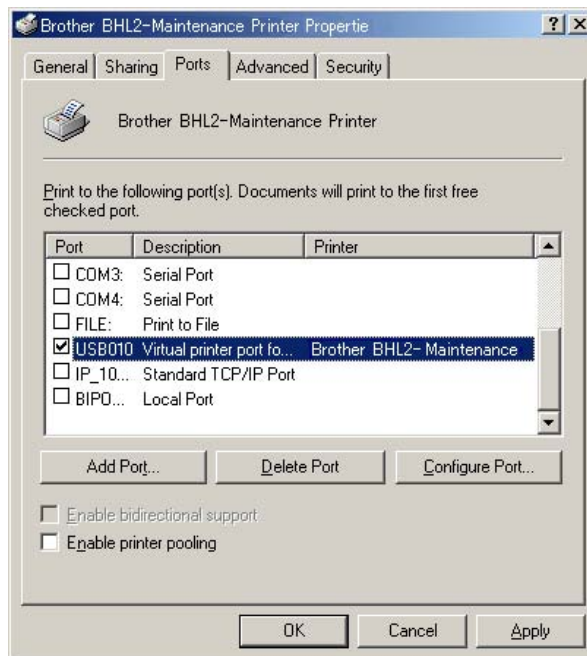 Brother BHL2-Maintenance Printer Propertie
General Sharing Ports Advanced Security
Brother BHL2-Maintenance Printer
Print to the following port(s). Documents will print to the first free
checked port.
Port Description Printer
COM3: Serial Port
COM4: Serial Port
FILE: Print to File
USB010 Virtual printer port fo... Brother BHL2- Maintenance
IP_10... Standard TCP/IP Port
BIPO... Local Port
Add Port... Delete Port Configure Port...
Enable bidirectional support
Enable printer pooling
OK Cancel Apply